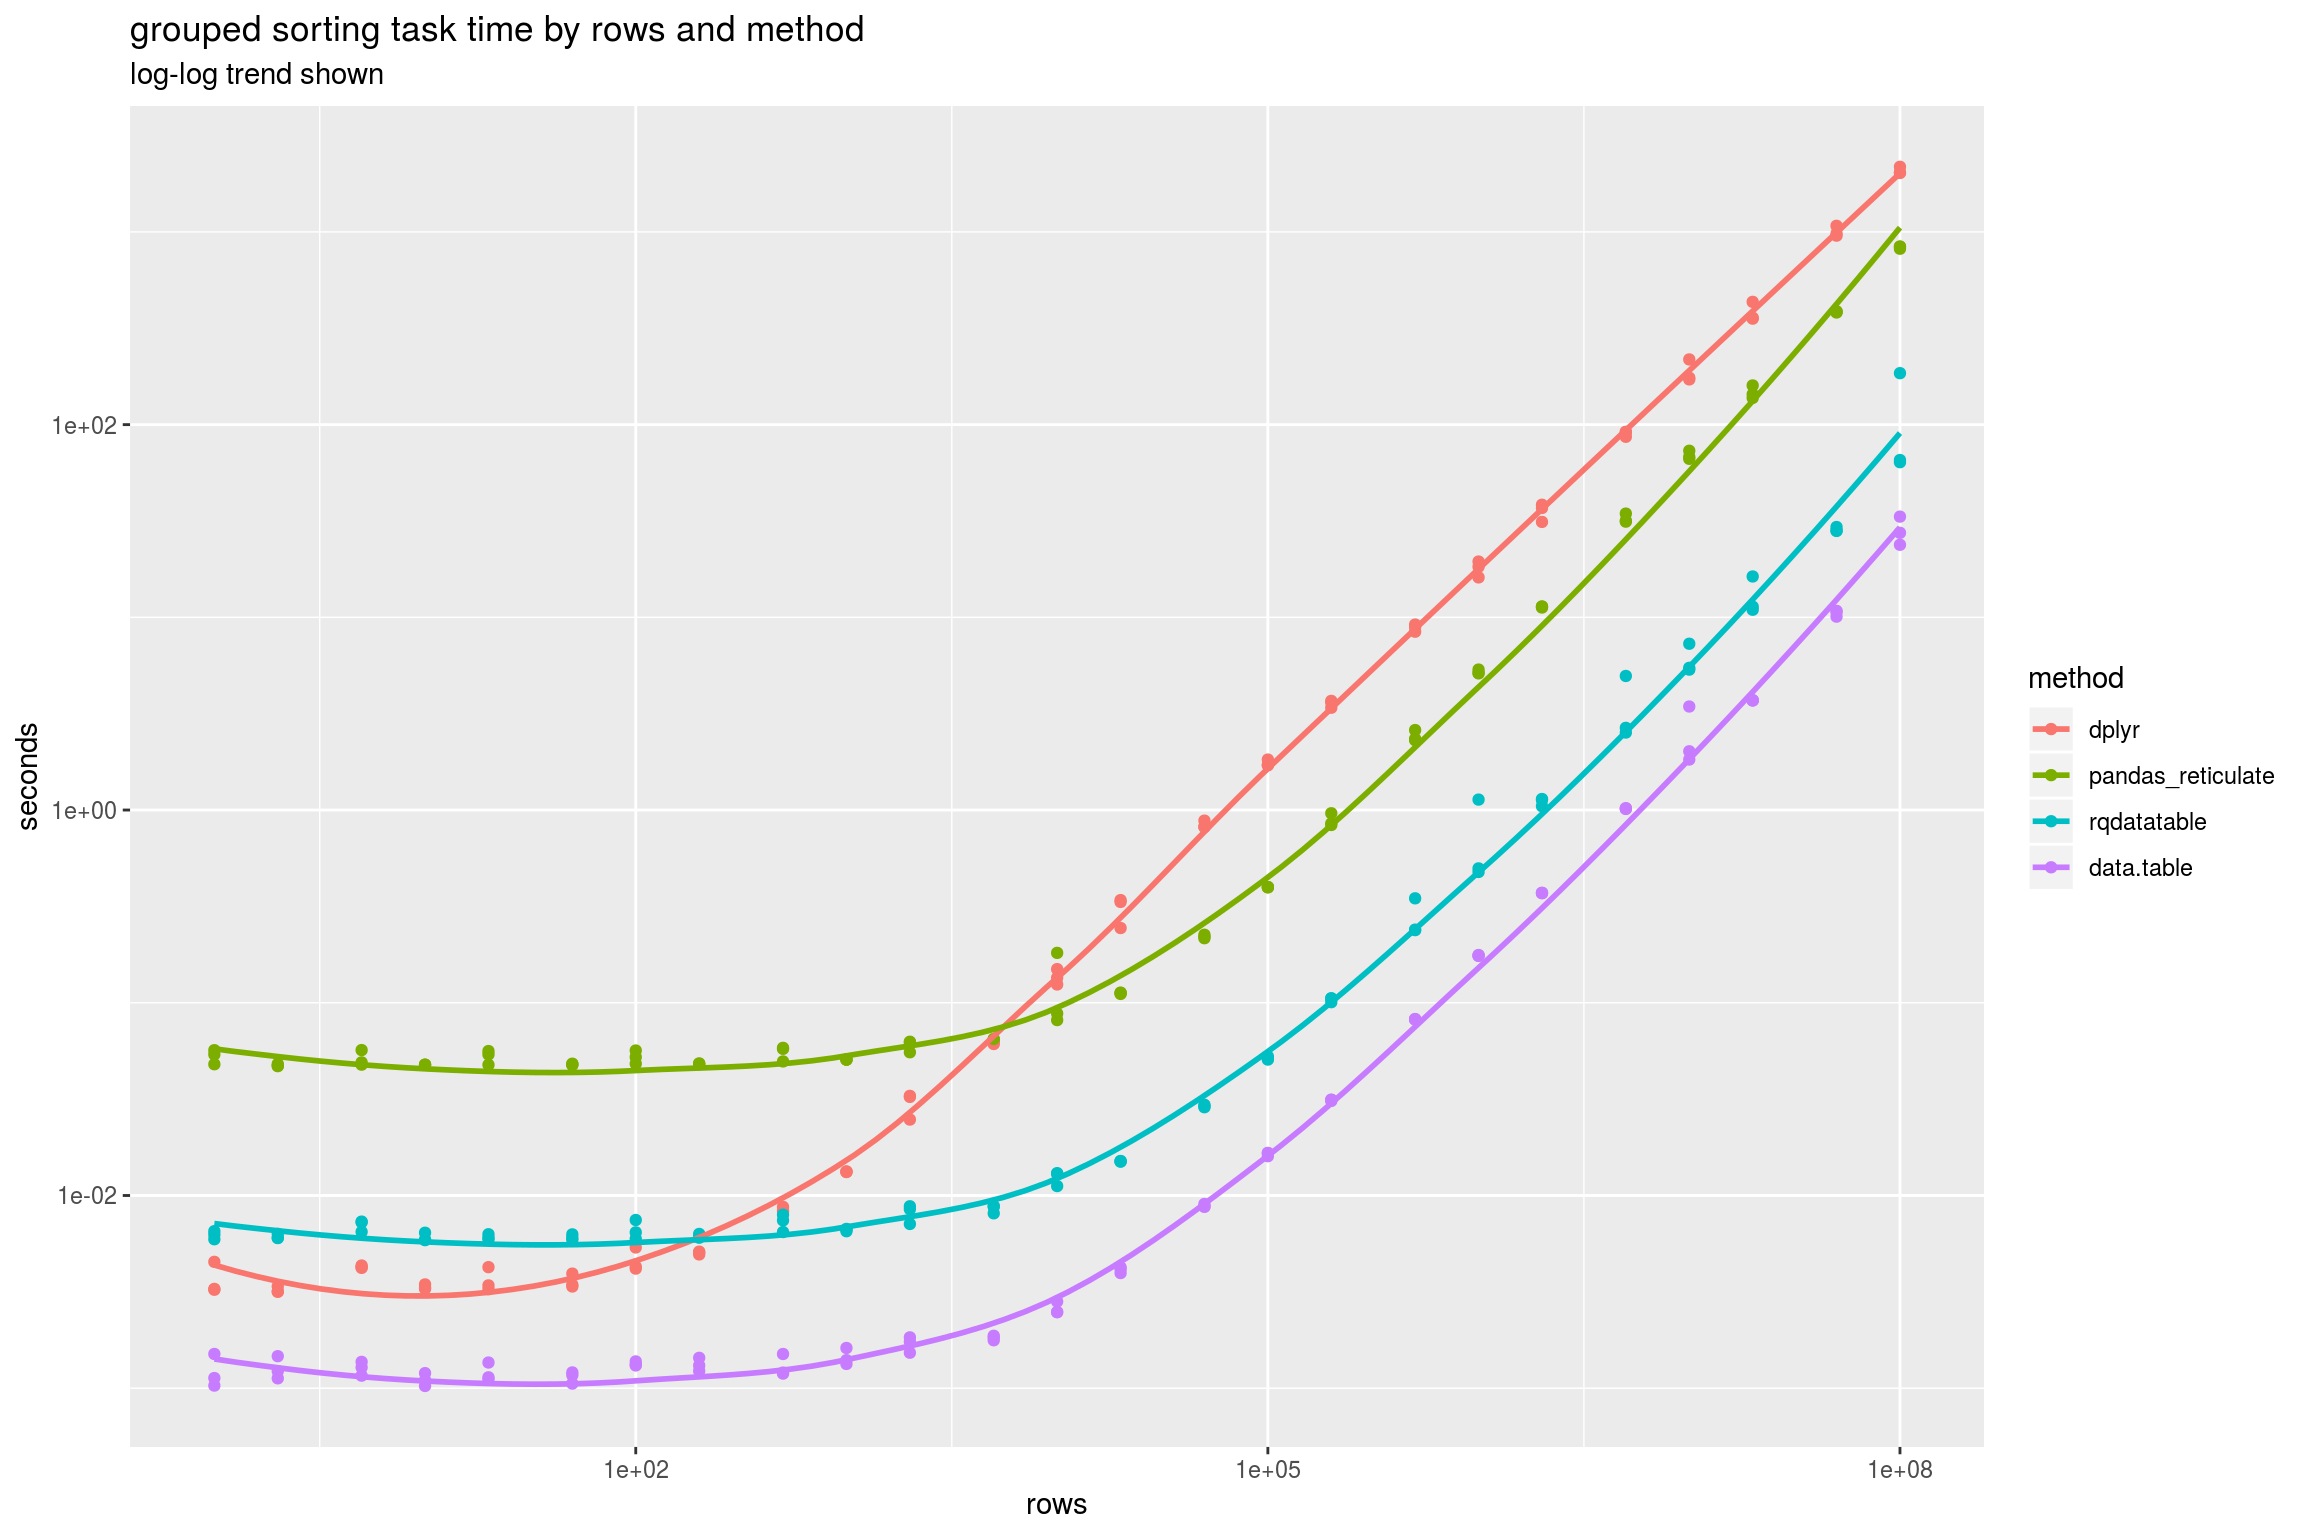 grouped sorting task time by rows and method
log-log trend shown
1e+02
1e+00
1e-02
seconds
1e+02
1e+05
1e+08
rows
method
dplyr
pandas_reticulate
rqdatatable
data.table